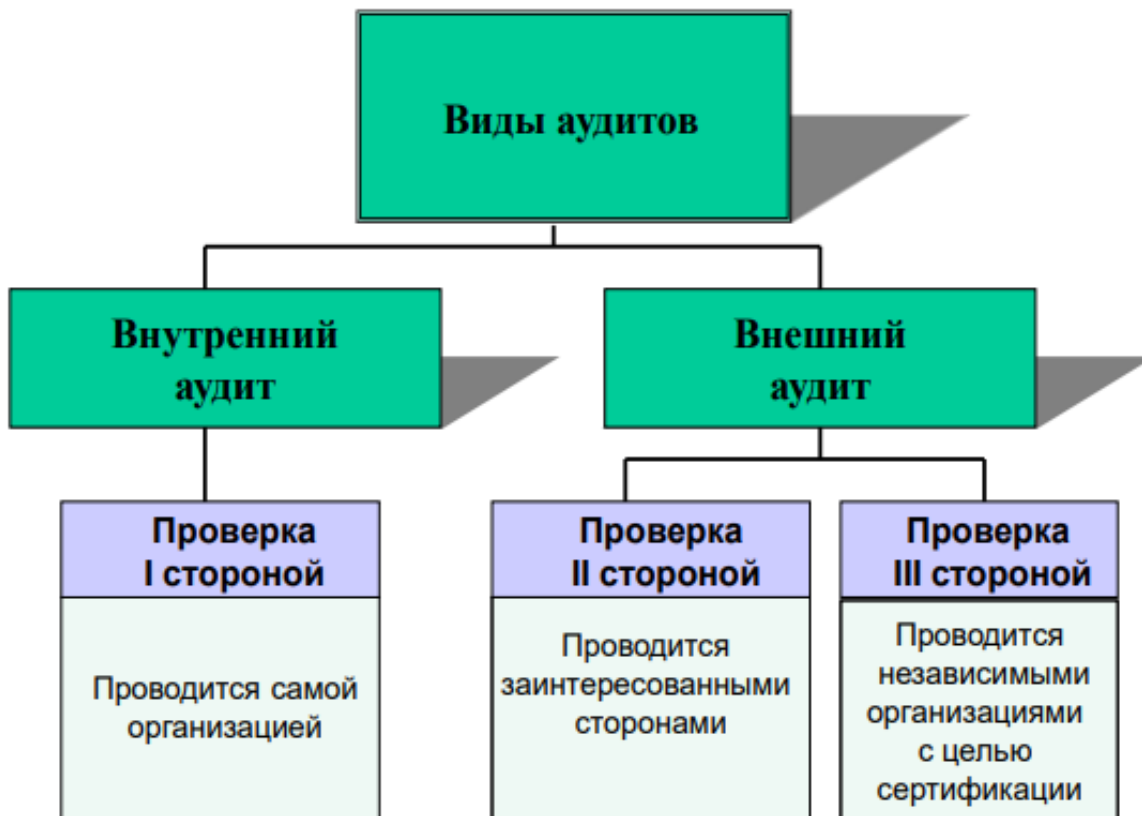 Виды аудитов
Внутренний
аудит
Внешний
аудит
Проверка
I стороной
Проводится самой
организацией
Проверка
II стороной
Проводится
заинтересованными
сторонами
Проверка
III стороной
Проводится
независимыми
организациями
с целью
сертификации